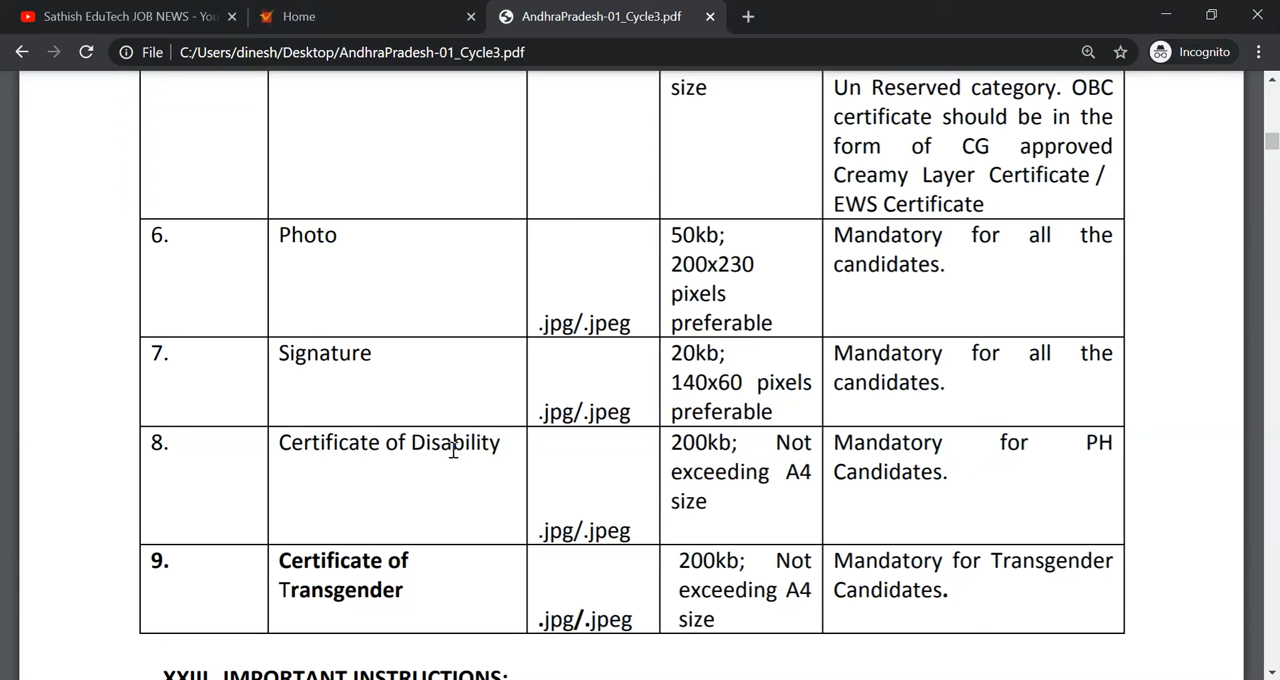 Sathish EduTech JOB NEWS - You
Home
AndhraPradesh-01_Cycle3.pdf
File
C:/Users/dinesh/Desktop/AndhraPradesh-01_Cycle3.pdf
Incognito
size
Un Reserved category. OBC
certificate should be in the
form of CG approved
Creamy Layer Certificate /
EWS Certificate
6.
Photo
.jpg/.jpeg
50kb;
200x230
pixels
preferable
Mandatory for all the
candidates.
7.
Signature
.jpg/.jpeg
20kb;
140x60 pixels
preferable
Mandatory for all the
candidates.
8.
Certificate of Disability
.jpg/.jpeg
200kb; Not
exceeding A4
size
Mandatory for PH
Candidates.
9.
Certificate of
Transgender
.jpg/.jpeg
200kb; Not
exceeding A4
size
Mandatory for Transgender
Candidates.
XXIII. IMPORTANT INSTRUCTIONS: